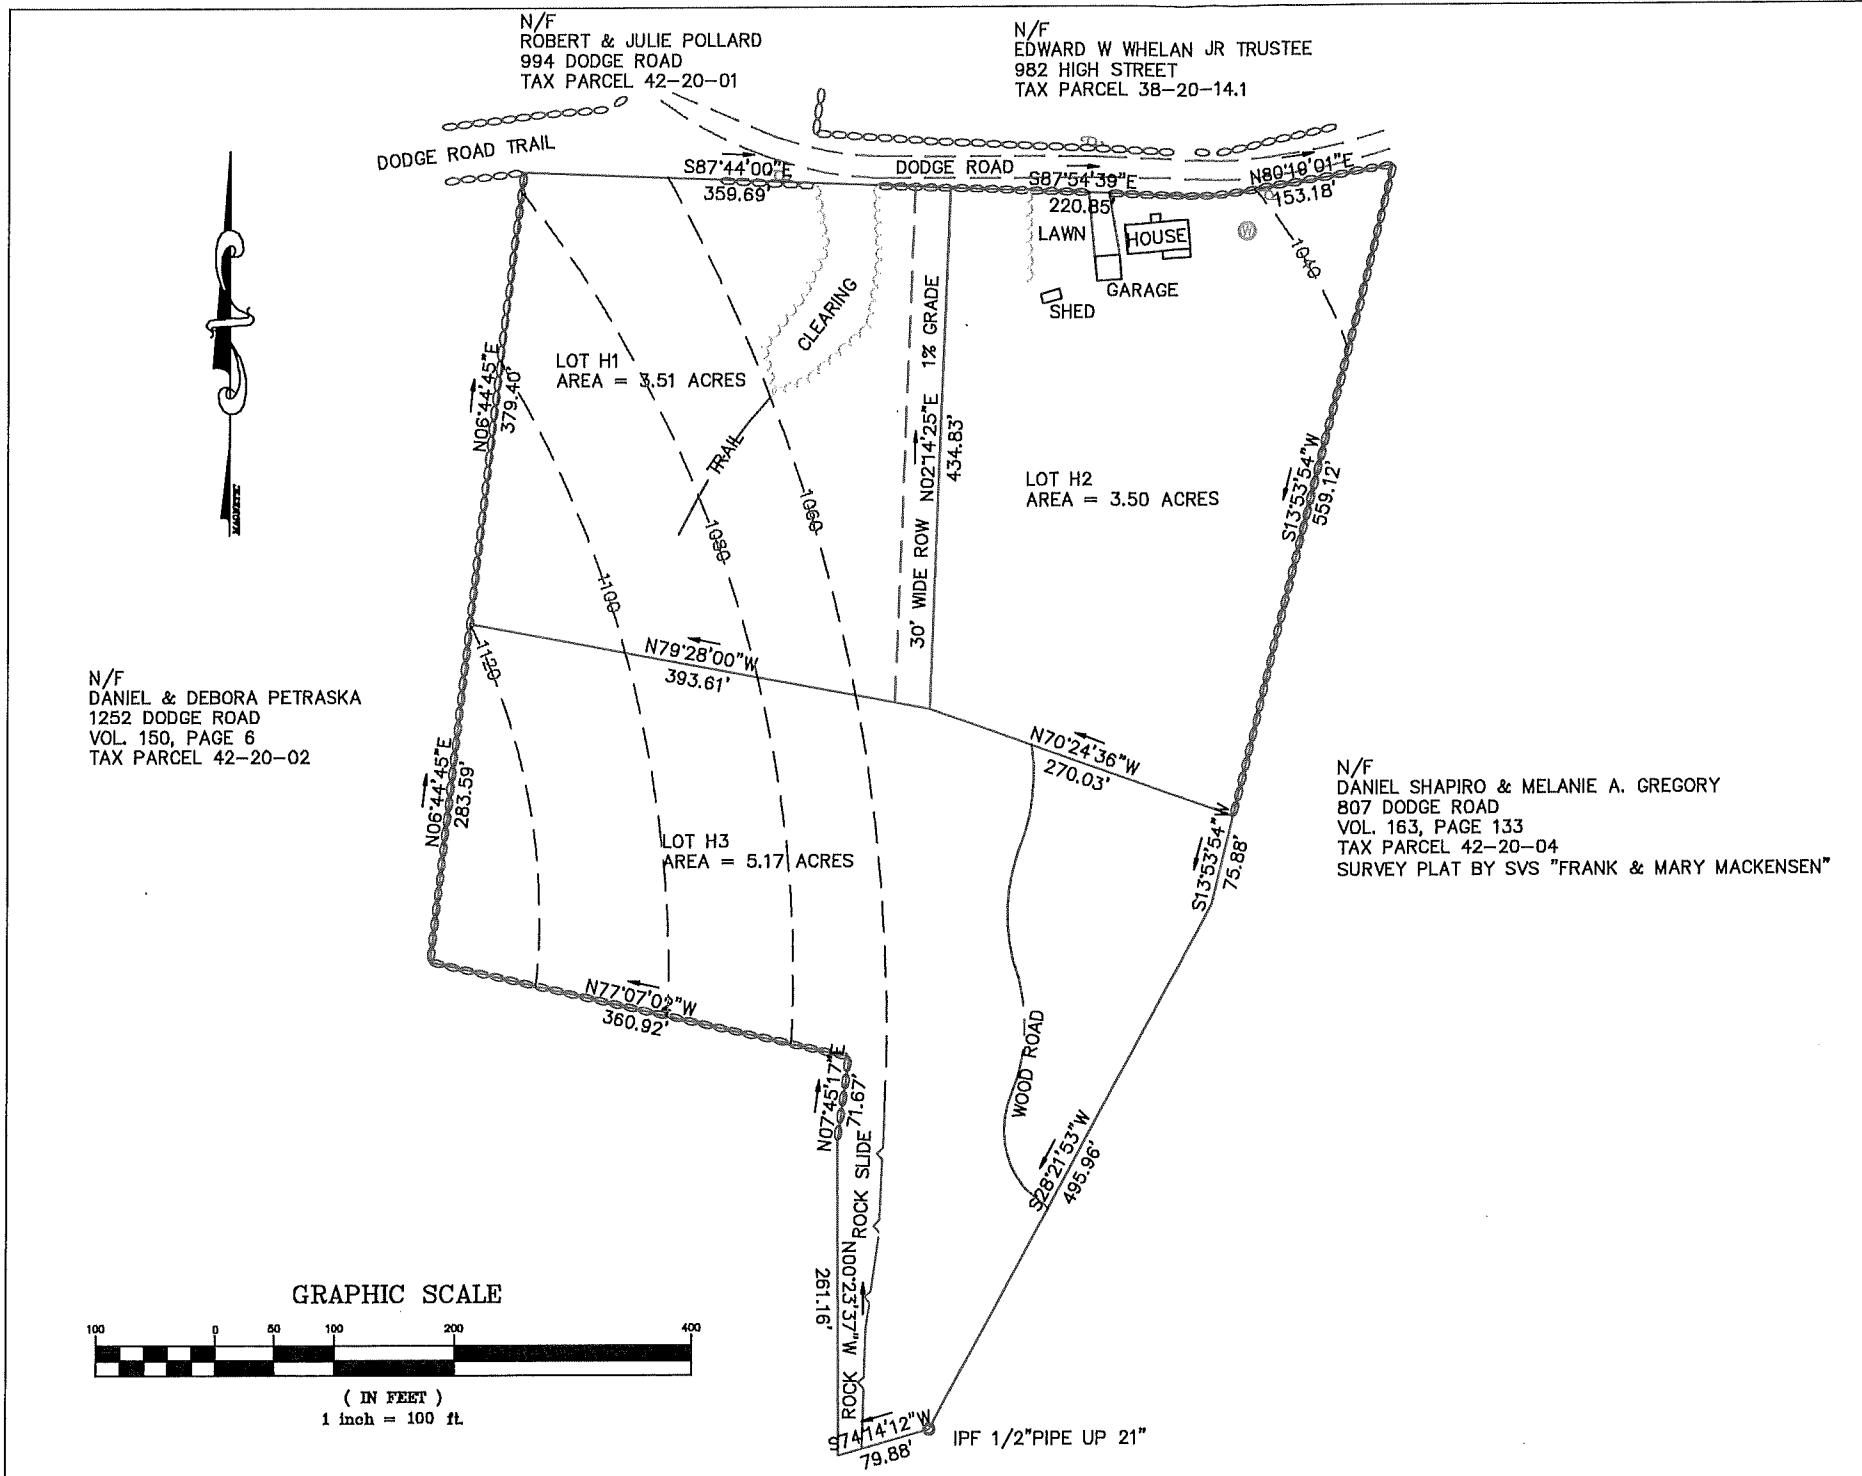 N/F
ROBERT & JULIE POLLARD
994 DODGE ROAD
TAX PARCEL 42-20-01
N/F
EDWARD W WHELAN JR TRUSTEE
982 HIGH STREET
TAX PARCEL 38-20-14.1
DODGE ROAD TRAIL
S87°44'00"E
359.69'
DODGE ROAD
S87°54'39"E
220.85'
N80°19'01"E
153.18'
LAWN
HOUSE
W
1040
GARAGE
SHED
CLEARING
LOT H1
AREA = 3.51 ACRES
N06°44'45"E
379.40'
TRAIL
30' WIDE ROW N02°14'25"E 1% GRADE
434.83'
LOT H2
AREA = 3.50 ACRES
S13°53'54"W
559.12'
MAGNETIC
1060
1080
1100
1120
N79°28'00"W
393.61'
N/F
DANIEL & DEBORA PETRASKA
1252 DODGE ROAD
VOL. 150, PAGE 6
TAX PARCEL 42-20-02
N70°24'36"W
270.03'
N/F
DANIEL SHAPIRO & MELANIE A. GREGORY
807 DODGE ROAD
VOL. 163, PAGE 133
TAX PARCEL 42-20-04
SURVEY PLAT BY SVS "FRANK & MARY MACKENSEN"
N06°44'45"E
283.59'
LOT H3
AREA = 5.17 ACRES
S13°53'54"W
75.88'
N77°07'02"W
360.92'
N07°45'17"E
71.67'
WOOD ROAD
S28°21'53"W
495.96'
ROCK SLIDE
N00°23'37"W
261.16'
ROCK
S74°14'12"W
79.88'
IPF 1/2"PIPE UP 21"
GRAPHIC SCALE
100 0 50 100 200 400
( IN FEET )
1 inch = 100 ft.